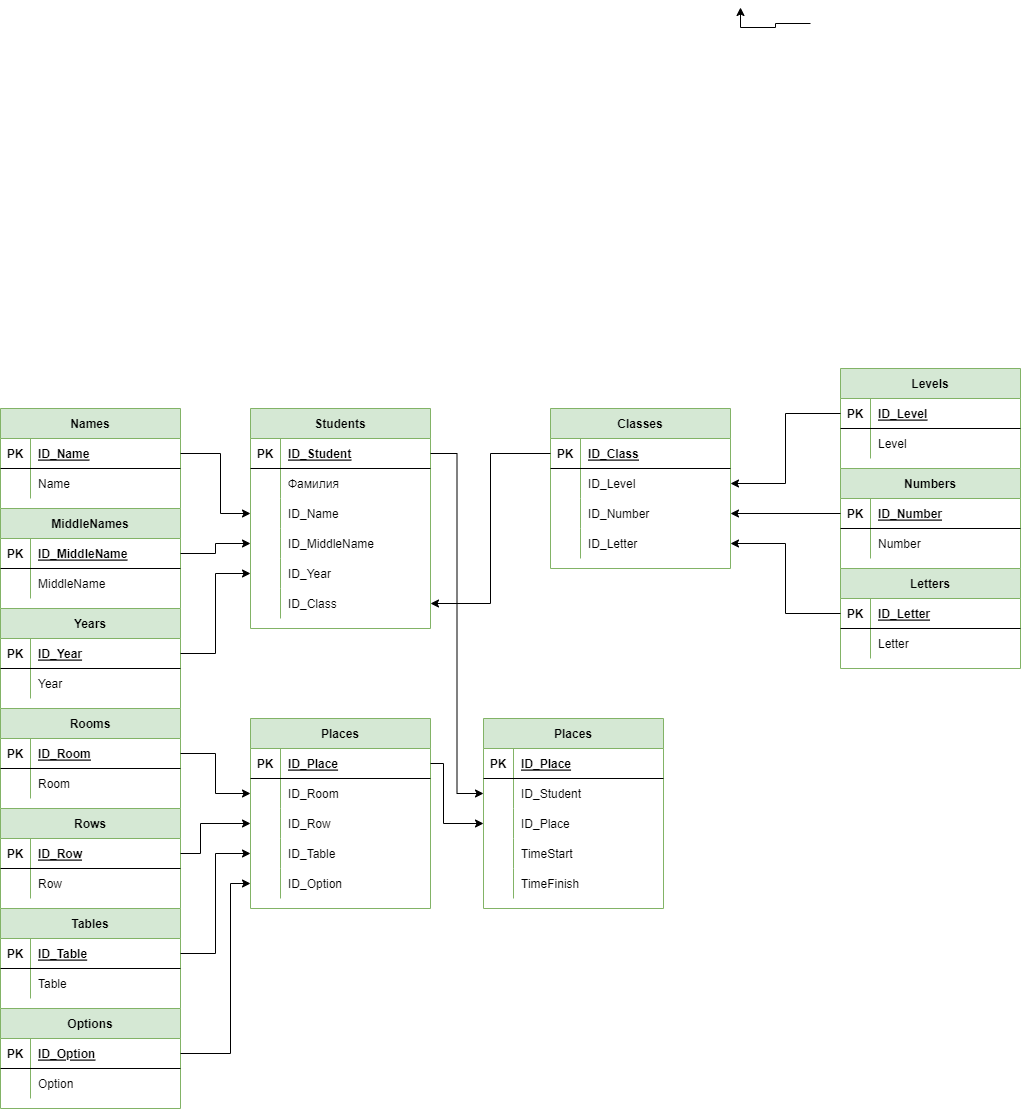 Names
PK ID_Name
Name
MiddleNames
PK ID_MiddleName
MiddleName
Years
PK ID_Year
Year
Rooms
PK ID_Room
Room
Rows
PK ID_Row
Row
Tables
PK ID_Table
Table
Options
PK ID_Option
Option
Students
PK ID_Student
Фамилия
ID_Name
ID_MiddleName
ID_Year
ID_Class
Places
PK ID_Place
ID_Room
ID_Row
ID_Table
ID_Option
Places
PK ID_Place
ID_Student
ID_Place
TimeStart
TimeFinish
Classes
PK ID_Class
ID_Level
ID_Number
ID_Letter
Levels
PK ID_Level
Level
Numbers
PK ID_Number
Number
Letters
PK ID_Letter
Letter